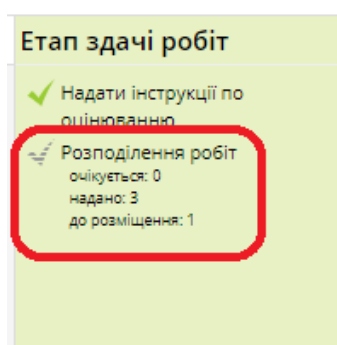 Етап здачі робіт
Надати інструкції по
оцінюванню
Розподілення робіт
очікується: 0
надано: 3
до розміщення: 1